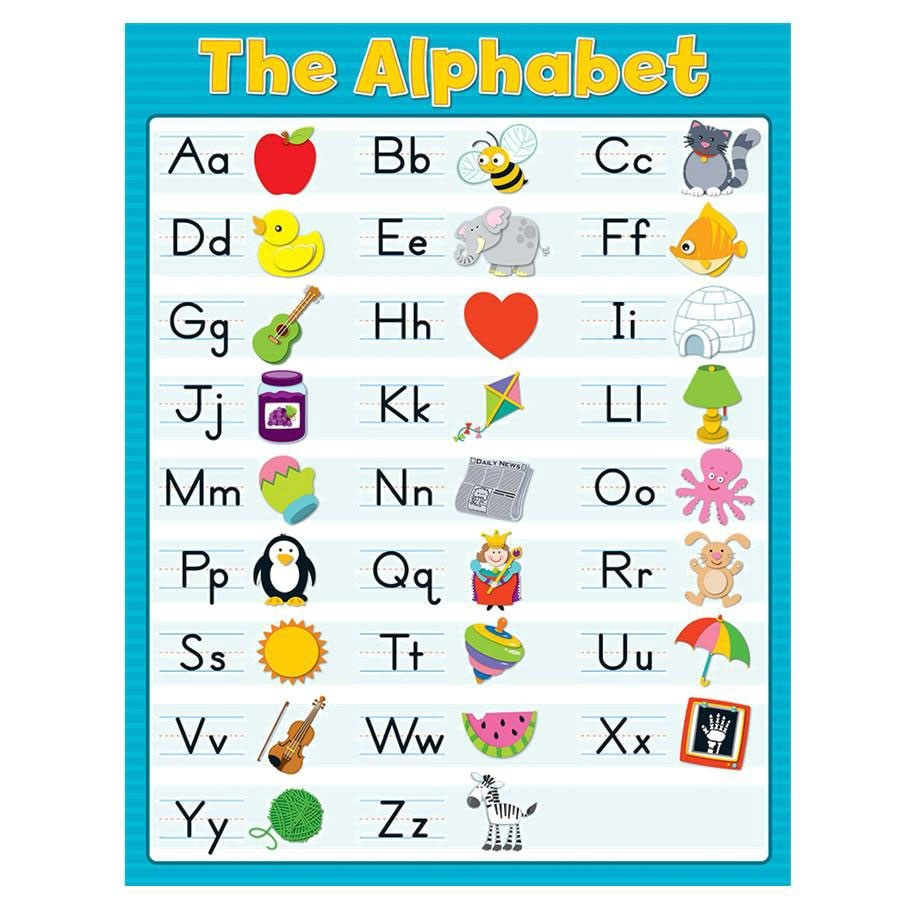 The Alphabet
Aa Bb Cc
Dd Ee Ff
Gg Hh Ii
Jj Kk Ll
Mm Nn Oo
DAILY NEWS
Pp Qq Rr
Ss Tt Uu
Vv Ww Xx
Yy Zz